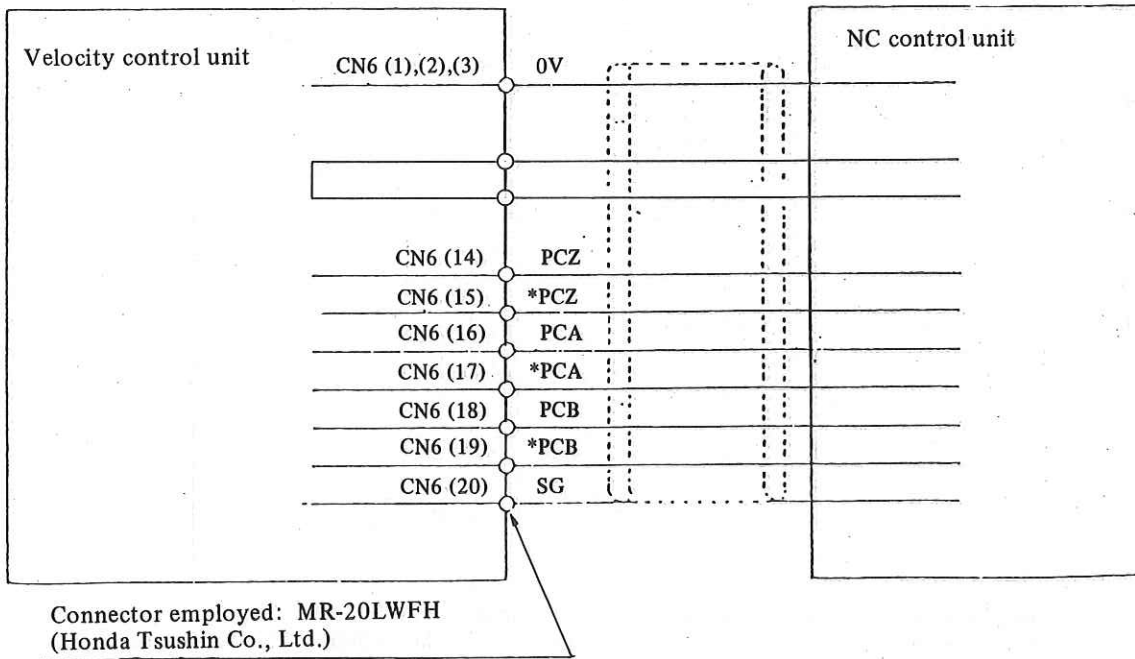 Velocity control unit
NC control unit
CN6 (1),(2),(3) 0V
CN6 (14) PCZ
CN6 (15) *PCZ
CN6 (16) PCA
CN6 (17) *PCA
CN6 (18) PCB
CN6 (19) *PCB
CN6 (20) SG
Connector employed: MR-20LWFH
(Honda Tsushin Co., Ltd.)